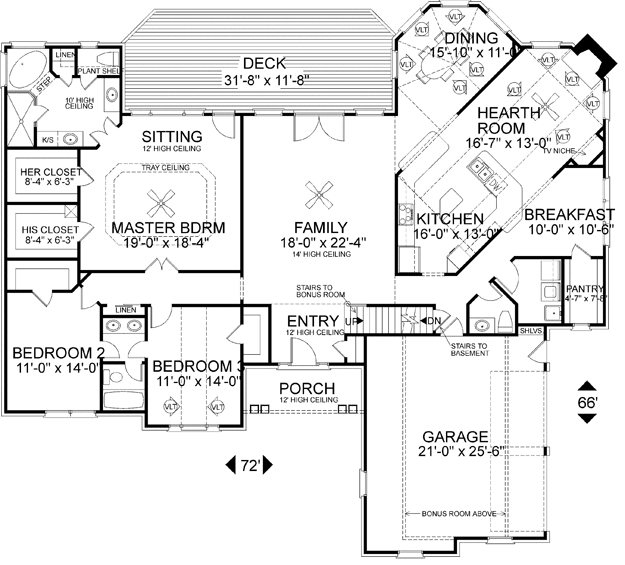 DECK
31'-8" x 11'-8"
VLT
VLT
VLT
VLT
VLT
DINING
15'-10" x 11'-0"
LINEN
PLANT SHELF
STEP
10' HIGH
CEILING
K/S
SITTING
12' HIGH CEILING
TRAY CEILING
HEARTH
ROOM
16'-7" x 13'-0"
VLT
VLT
VLT
VLT
TV NICHE
DW
HER CLOSET
8'-4" x 6'-3"
HIS CLOSET
8'-4" x 6'-3"
MASTER BDRM
19'-0" x 18'-4"
FAMILY
18'-0" x 22'-4"
14' HIGH CEILING
KITCHEN
16'-0" x 13'-0"
BREAKFAST
10'-0" x 10'-6"
PANTRY
4'-7" x 7'-8"
STAIRS TO
BONUS ROOM
LINEN
ENTRY
12' HIGH CEILING
UP
DN
STAIRS TO
BASEMENT
SHLVS.
BEDROOM 2
11'-0" x 14'-0"
BEDROOM 3
11'-0" x 14'-0"
VLT
VLT
PORCH
12' HIGH CEILING
GARAGE
21'-0" x 25'-6"
BONUS ROOM ABOVE
72'
66'